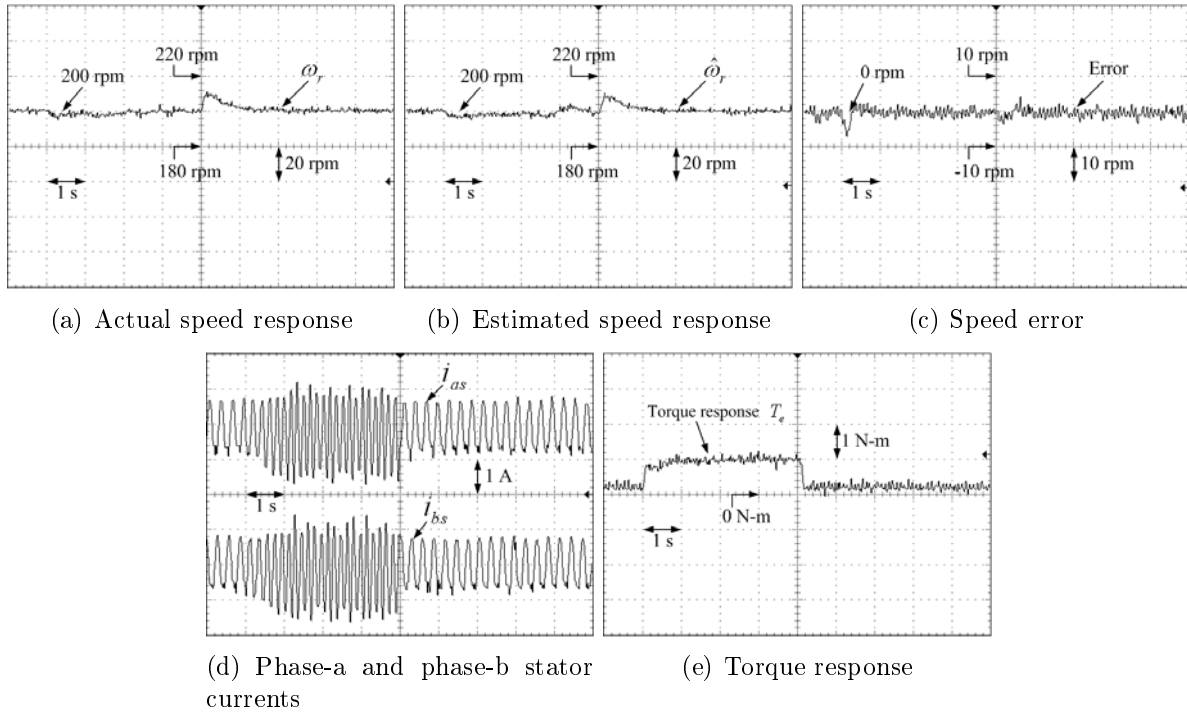 220 rpm
200 rpm
ω_r
180 rpm
20 rpm
1 s
(a) Actual speed response
220 rpm
200 rpm
ω̂_r
180 rpm
20 rpm
1 s
(b) Estimated speed response
10 rpm
0 rpm
Error
-10 rpm
10 rpm
1 s
(c) Speed error
i_as
1 A
1 s
i_bs
(d) Phase-a and phase-b stator
currents
Torque response T_e
1 N-m
0 N-m
1 s
(e) Torque response